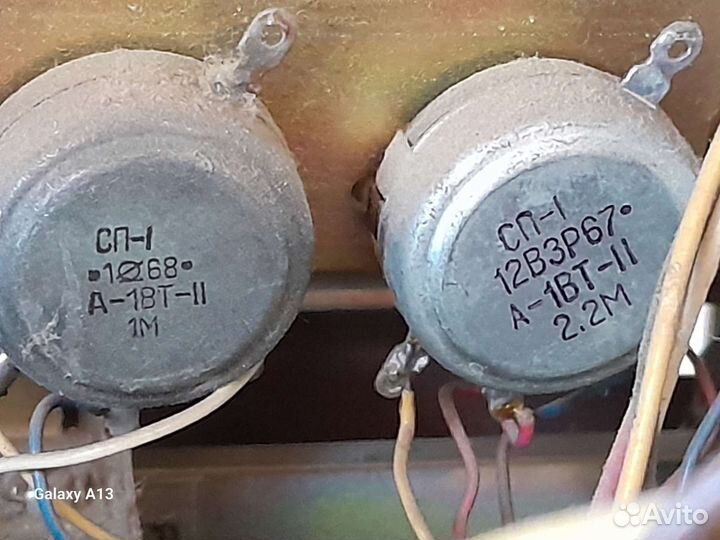 СП-I
•1Ø68•
А-1ВТ-II
1М
СП-I
12В3Р67•
А-1ВТ-II
2.2М
•Galaxy A13
Avito